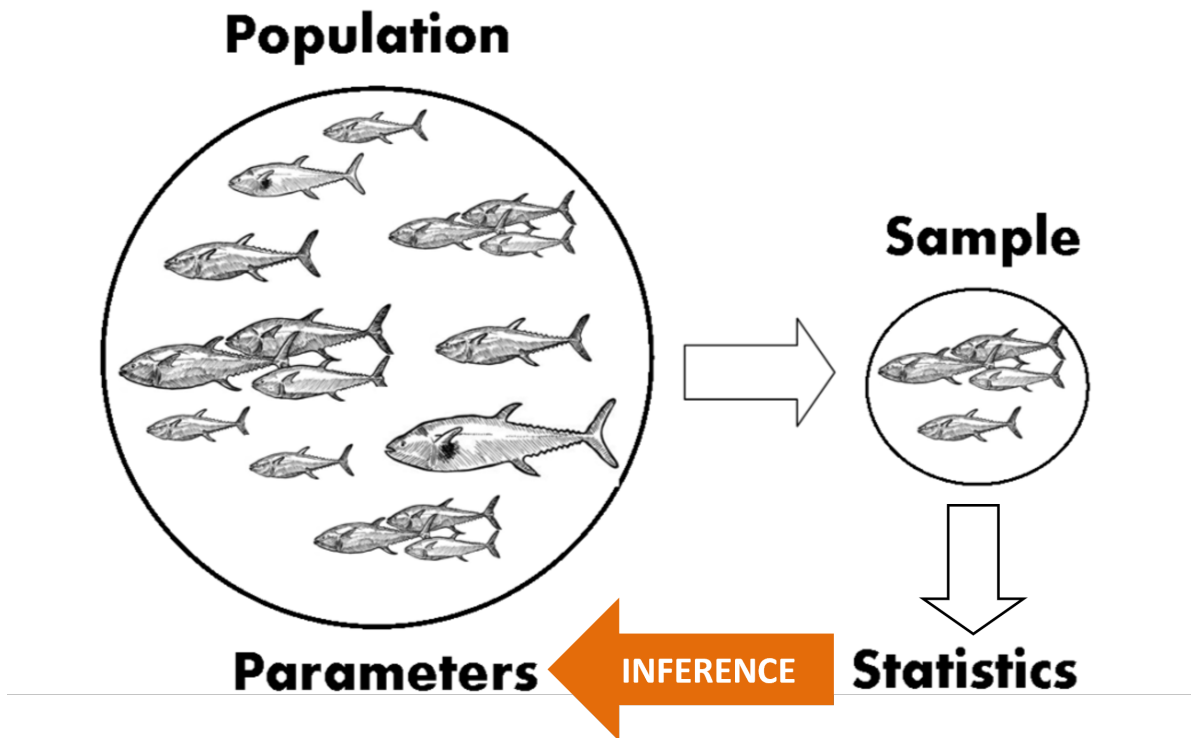 Population
Sample
Parameters
INFERENCE
Statistics